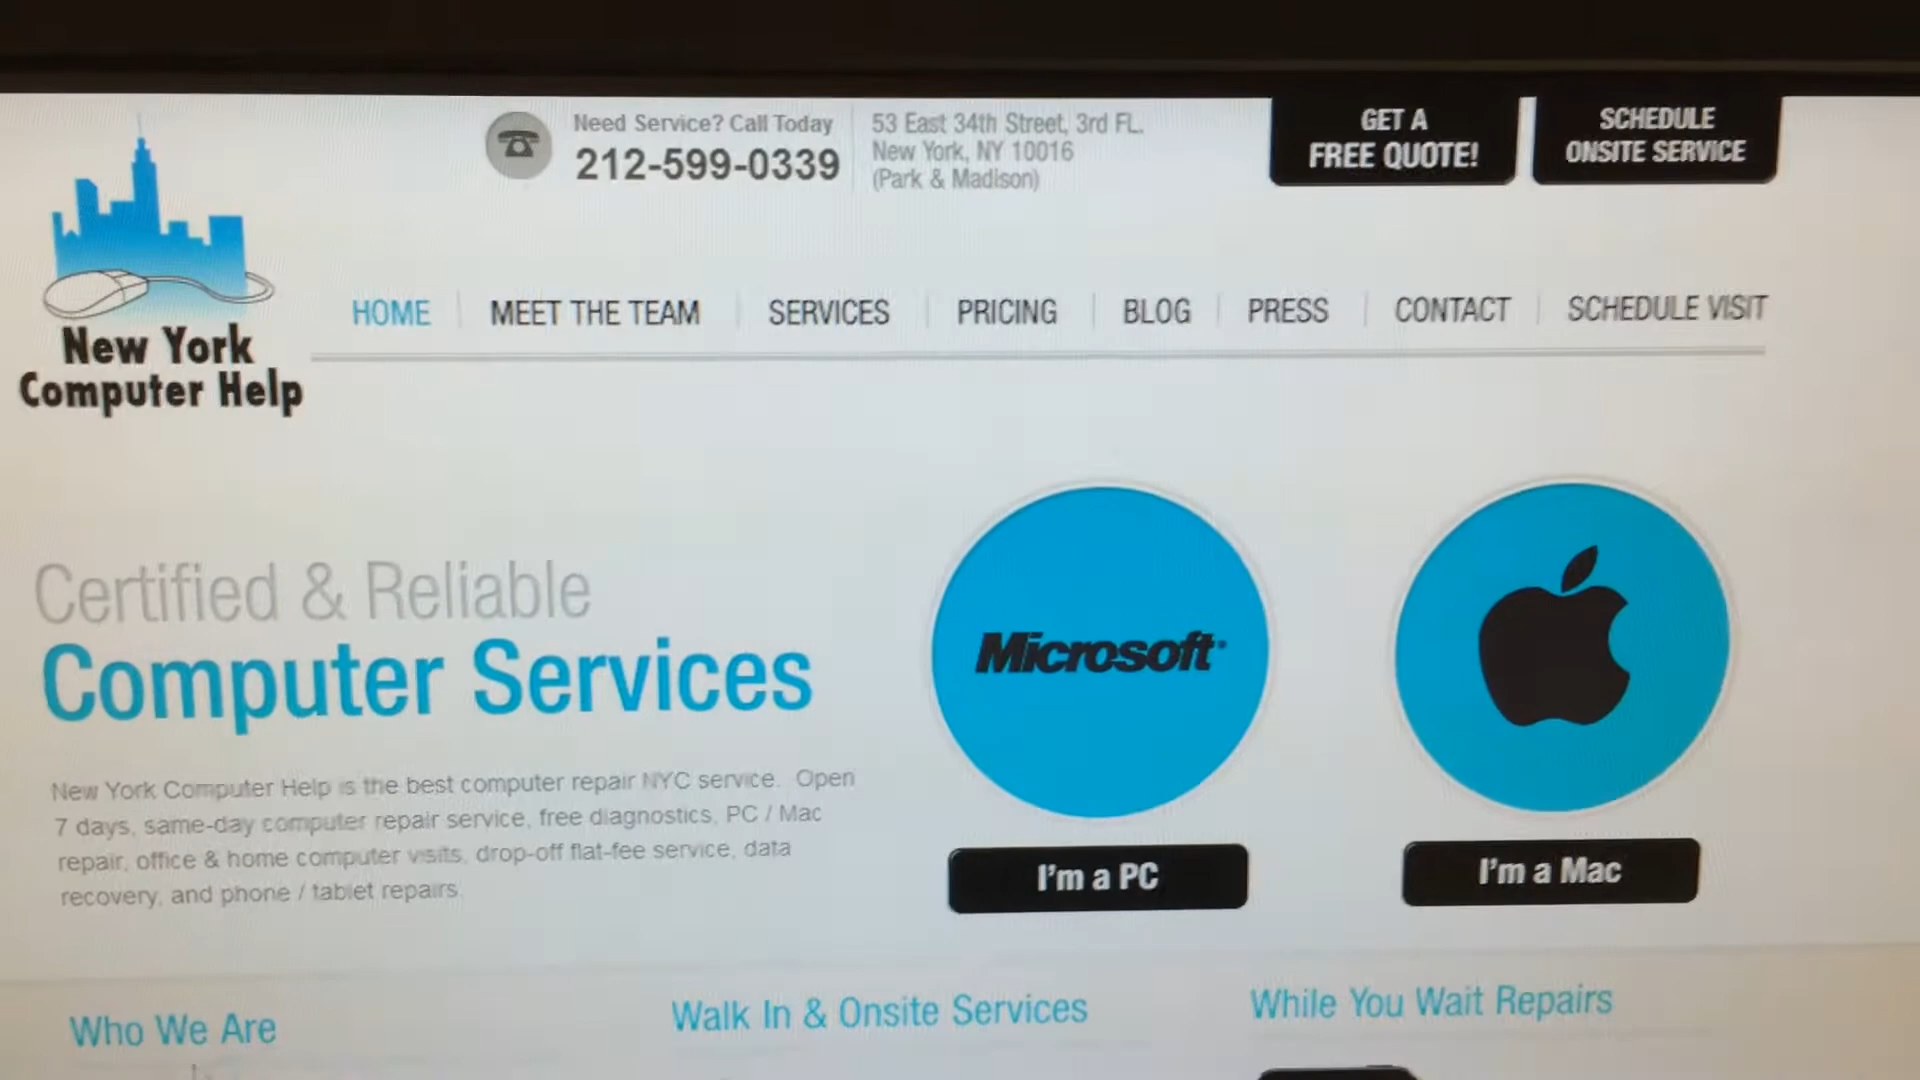 Need Service? Call Today
212-599-0339
53 East 34th Street, 3rd FL.
New York, NY 10016
(Park & Madison)
GET A
FREE QUOTE!
SCHEDULE
ONSITE SERVICE
New York
Computer Help
HOME
MEET THE TEAM
SERVICES
PRICING
BLOG
PRESS
CONTACT
SCHEDULE VISIT
Certified & Reliable
Computer Services
New York Computer Help is the best computer repair NYC service. Open
7 days, same-day computer repair service, free diagnostics, PC / Mac
repair, office & home computer visits, drop-off flat-fee service, data
recovery, and phone / tablet repairs.
Microsoft
I'm a PC
I'm a Mac
Who We Are
Walk In & Onsite Services
While You Wait Repairs